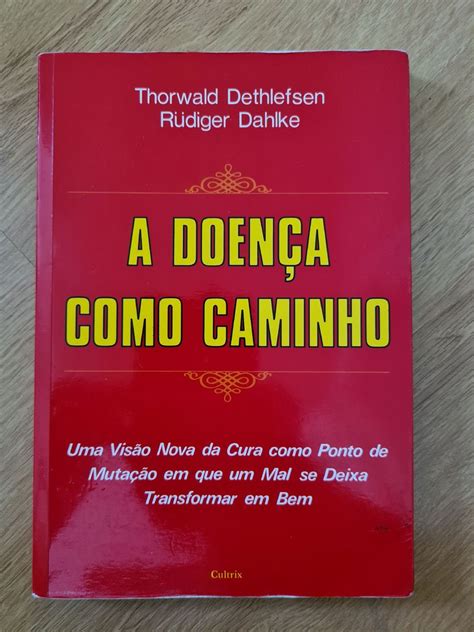 Thorwald Dethlefsen
Rüdiger Dahlke
A DOENÇA
COMO CAMINHO
Uma Visão Nova da Cura como Ponto de
Mutação em que um Mal se Deixa
Transformar em Bem
Cultrix